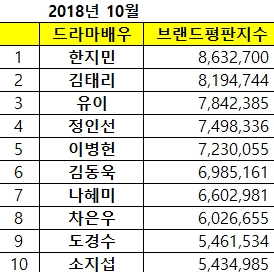 2018년 10월
드라마배우 브랜드평판지수
1 한지민 8,632,700
2 김태리 8,194,744
3 유이 7,842,385
4 정인선 7,498,336
5 이병헌 7,230,055
6 김동욱 6,985,161
7 나혜미 6,602,981
8 차은우 6,026,655
9 도경수 5,461,534
10 소지섭 5,434,985